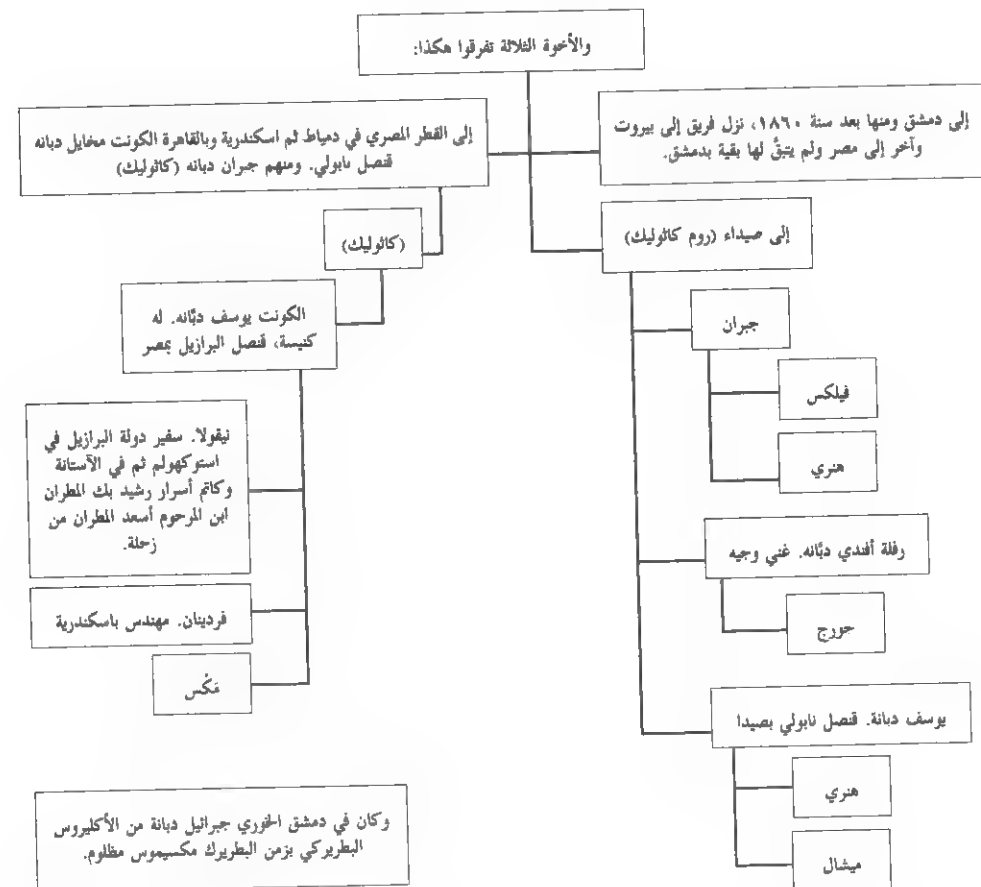 والأخوة الثلاثة تفرقوا هكذا:
إلى دمشق ومنها بعد سنة ١٨٦٠، نزل فريق إلى بيروت
وآخر إلى مصر ولم يتبقُّ لها بقية بدمشق.
إلى القطر المصري في دمياط ثم اسكندرية وبالقاهرة الكونت مخايل دبانه
قنصل نابولي. ومنهم جبران دبانه (كاثوليك)
إلى صيداء (روم كاثوليك)
جبران
فيلكس
هنري
رفلة أفندي دبّانه. غني وجيه
جورج
يوسف دبانة. قنصل نابولي بصيدا
هنري
ميشال
(كاثوليك)
الكونت يوسف دبّانه. له
كنيسة، قنصل البرازيل بمصر
نيقولا. سفير دولة البرازيل في
استوكهولم ثم في الآستانة
وكاتم أسرار رشيد بك المطران
ابن المرحوم أسعد المطران من
زحلة.
فردينان. مهندس باسكندرية
مَكْس
وكان في دمشق الخوري جبرائيل دبانة من الأكليروس
البطريركي بزمن البطريرك مكسيموس مظلوم.